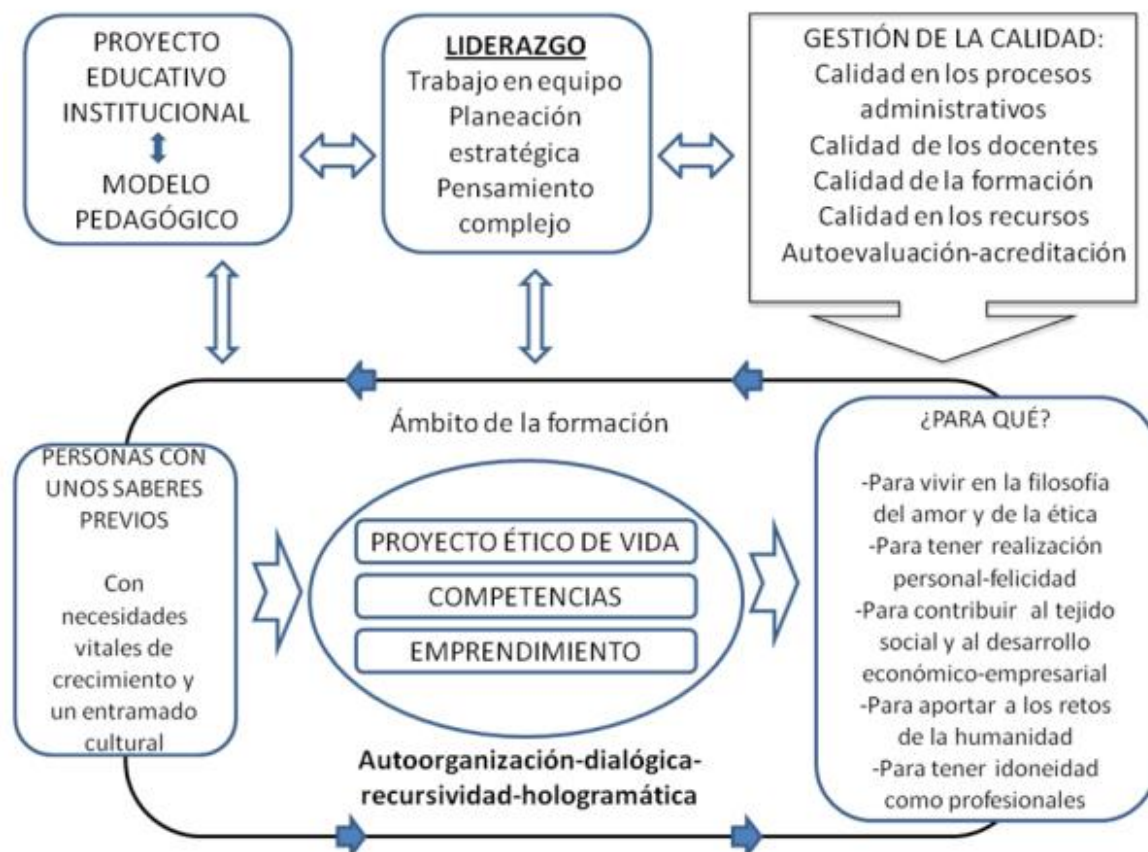 PROYECTO
EDUCATIVO
INSTITUCIONAL
MODELO
PEDAGÓGICO
LIDERAZGO
Trabajo en equipo
Planeación
estratégica
Pensamiento
complejo
GESTIÓN DE LA CALIDAD:
Calidad en los procesos
administrativos
Calidad de los docentes
Calidad de la formación
Calidad en los recursos
Autoevaluación-acreditación
Ámbito de la formación
PERSONAS CON
UNOS SABERES
PREVIOS
Con
necesidades
vitales de
crecimiento y
un entramado
cultural
PROYECTO ÉTICO DE VIDA
COMPETENCIAS
EMPRENDIMIENTO
Autoorganización-dialógica-
recursividad-hologramática
¿PARA QUÉ?
-Para vivir en la filosofía
del amor y de la ética
-Para tener realización
personal-felicidad
-Para contribuir al tejido
social y al desarrollo
económico-empresarial
-Para aportar a los retos
de la humanidad
-Para tener idoneidad
como profesionales